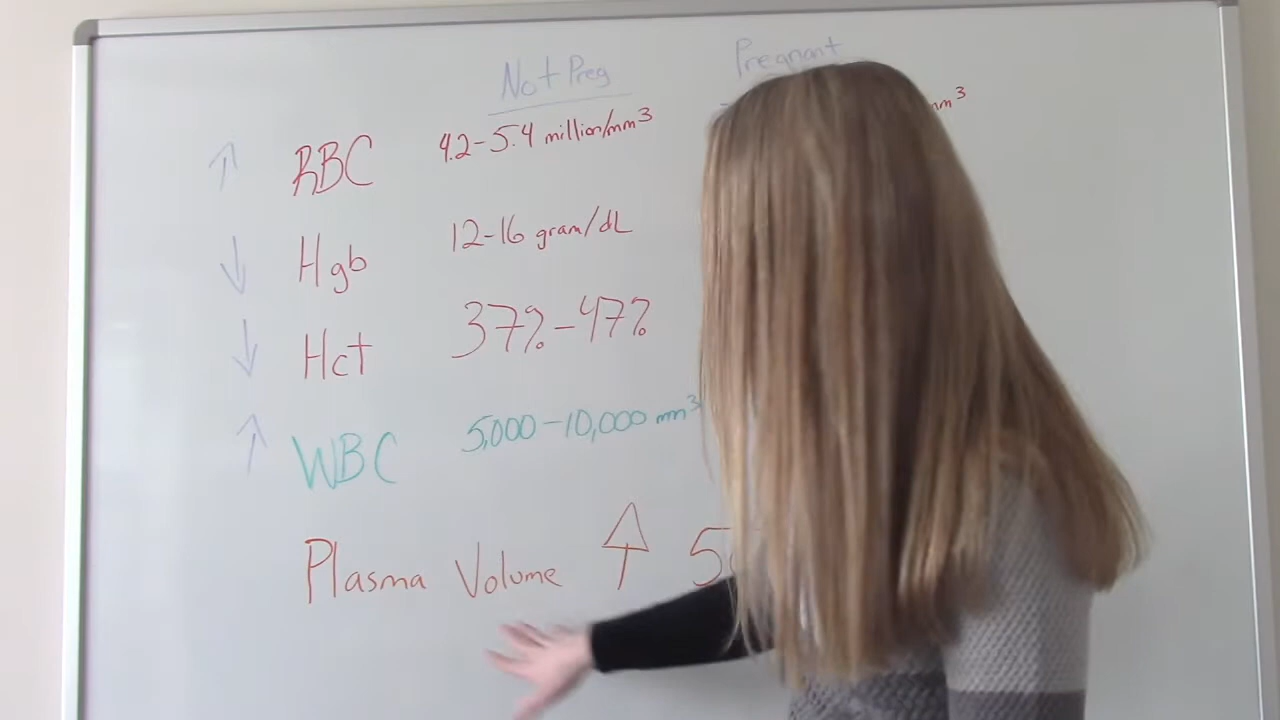 Not Preg Pregnant
↑ RBC 4.2-5.4 million/mm³ mm³
↓ Hgb 12-16 gram/dL
↓ Hct 37%-47%
↑ WBC 5,000-10,000 mm³
Plasma Volume ↑